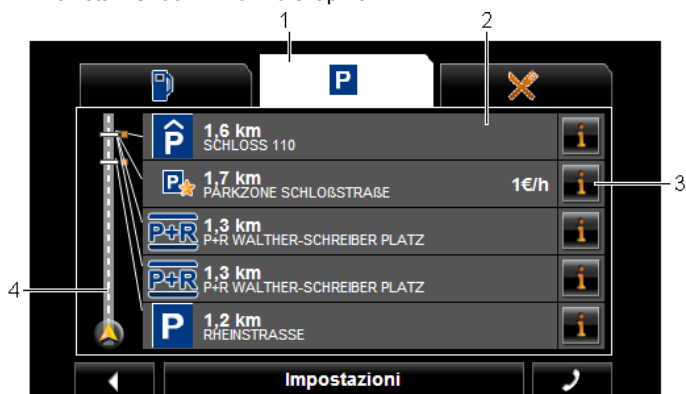 1
2
P
P
1,6 km
SCHLOSS 110
i
P
1,7 km
PARKZONE SCHLOßSTRAßE
1€/h
i
3
P+R
1,3 km
P+R WALTHER-SCHREIBER PLATZ
i
P+R
1,3 km
P+R WALTHER-SCHREIBER PLATZ
i
4
P
1,2 km
RHEINSTRASSE
i
Impostazioni